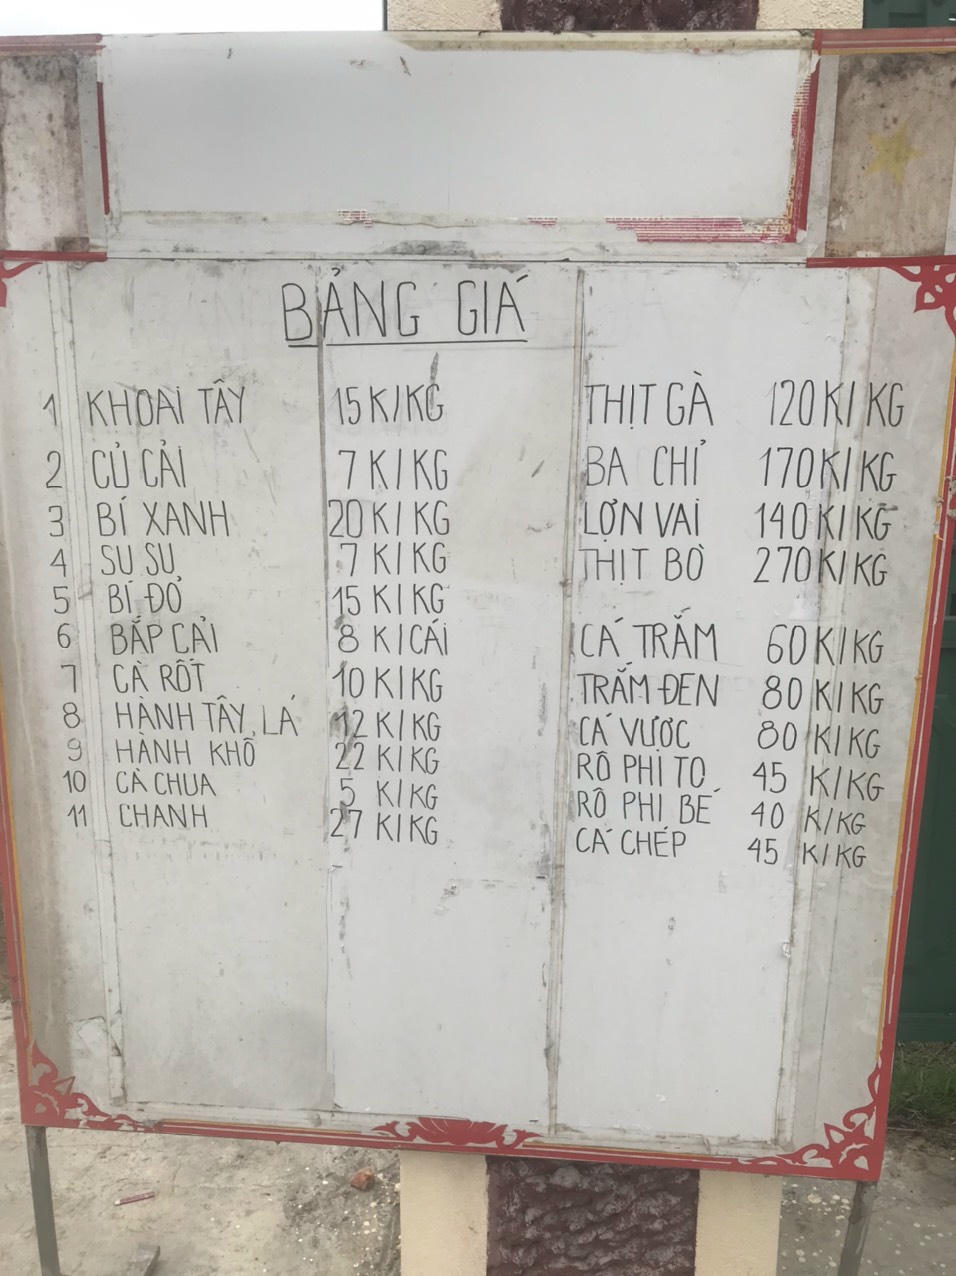 BẢNG GIÁ
1 KHOAI TÂY 15 K/KG
2 CỦ CẢI 7 K/KG
3 BÍ XANH 20 K/KG
4 SU SU 7 K/KG
5 BÍ ĐỎ 15 K/KG
6 BẮP CẢI 8 K/CÁI
7 CÀ RỐT 10 K/KG
8 HÀNH TÂY, LÁ 12 K/KG
9 HÀNH KHÔ 22 K/KG
10 CÀ CHUA 5 K/KG
11 CHANH 27 K/KG
THỊT GÀ 120 K/KG
BA CHỈ 170 K/KG
LỢN VAI 140 K/KG
THỊT BÒ 270 K/KG
CÁ TRẮM 60 K/KG
TRẮM ĐEN 80 K/KG
CÁ VƯỢC 80 K/KG
RÔ PHI TO 45 K/KG
RÔ PHI BÉ 40 K/KG
CÁ CHÉP 45 K/KG